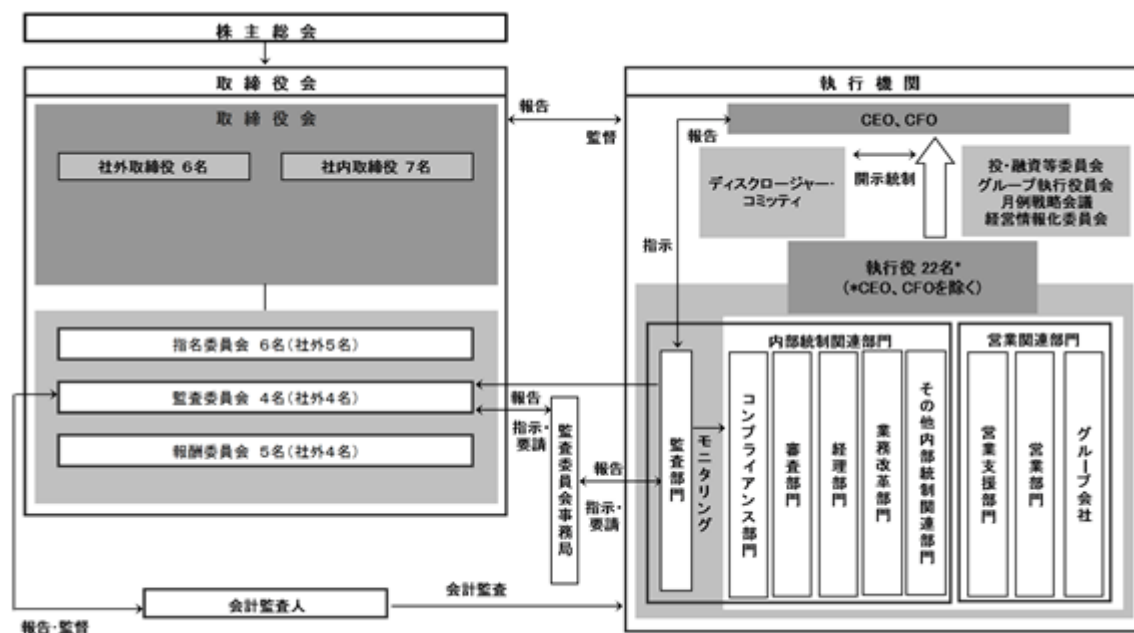 株主総会
取締役会
取締役会
社外取締役 6名
社内取締役 7名
指名委員会 6名(社外5名)
監査委員会 4名(社外4名)
報酬委員会 5名(社外4名)
報告
監督
報告
指示・
要請
監査委員会事務局
報告
指示・
要請
会計監査人
会計監査
報告・監督
執行機関
CEO、CFO
報告
指示
ディスクロージャー・
コミッティ
開示統制
投・融資等委員会
グループ執行役員会
月例戦略会議
経営情報化委員会
執行役 22名*
(*CEO、CFOを除く)
監査部門
モニタリング
内部統制関連部門
コンプライアンス部門
審査部門
経理部門
業務改革部門
その他内部統制関連部門
営業関連部門
営業支援部門
営業部門
グループ会社